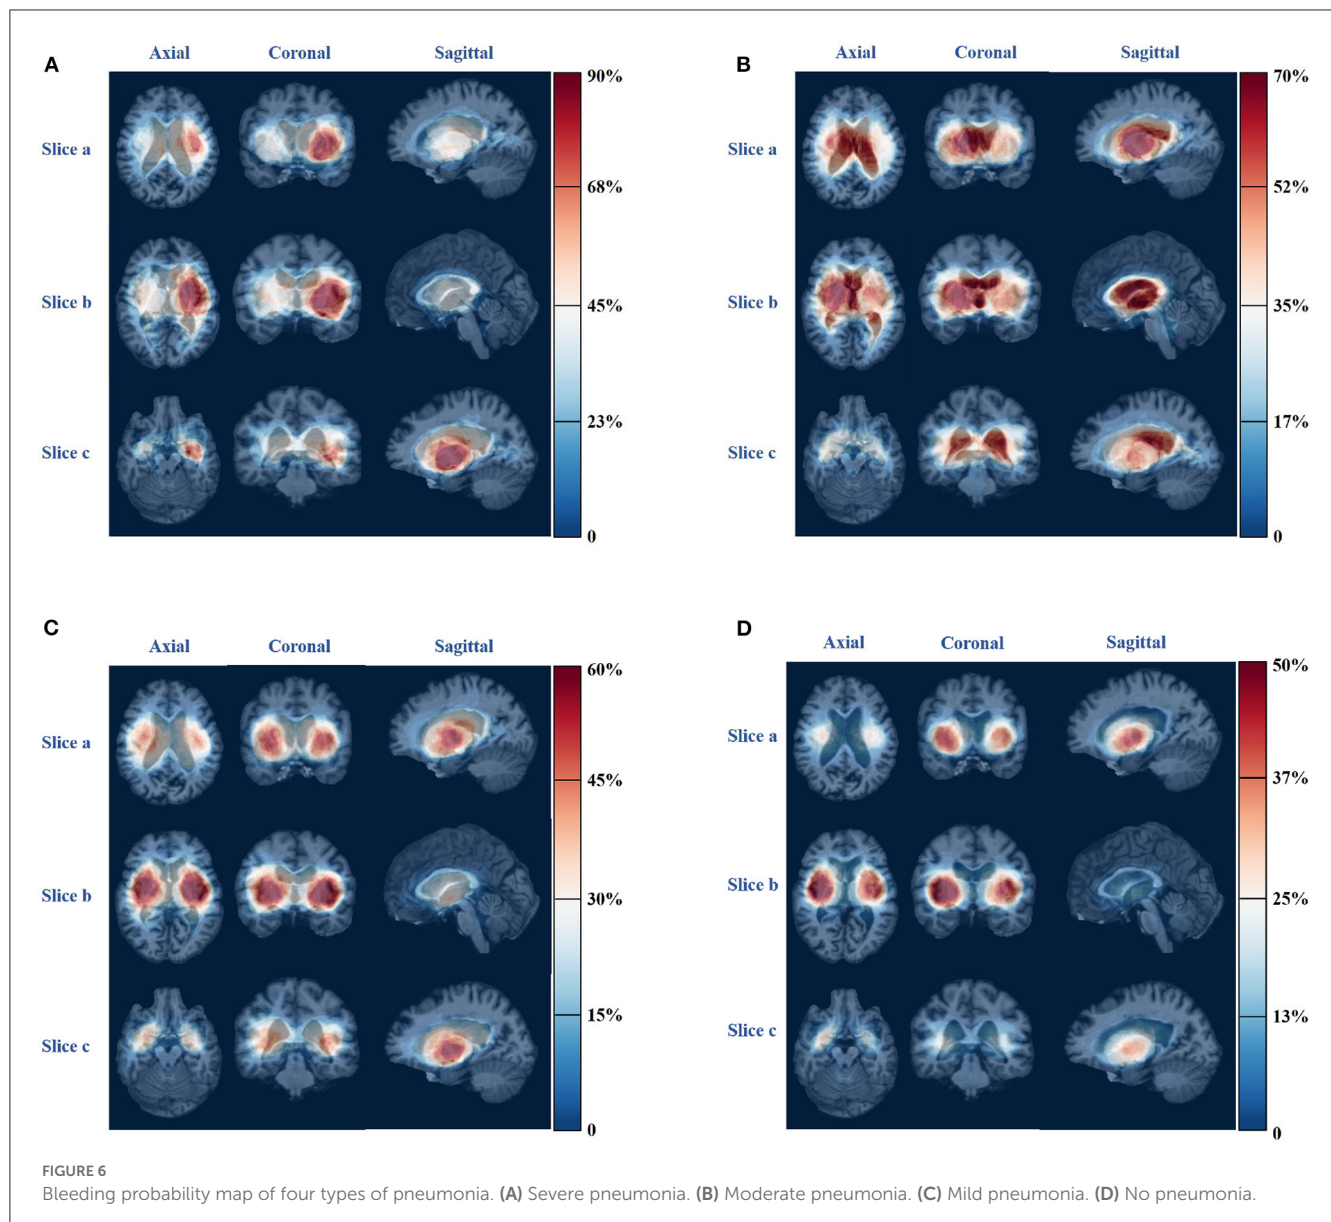 A
Axial Coronal Sagittal
90%
Slice a
68%
Slice b
45%
23%
Slice c
0
B
Axial Coronal Sagittal
70%
Slice a
52%
Slice b
35%
17%
Slice c
0
C
Axial Coronal Sagittal
60%
Slice a
45%
Slice b
30%
15%
Slice c
0
D
Axial Coronal Sagittal
50%
Slice a
37%
Slice b
25%
13%
Slice c
0
FIGURE 6
Bleeding probability map of four types of pneumonia. (A) Severe pneumonia. (B) Moderate pneumonia. (C) Mild pneumonia. (D) No pneumonia.